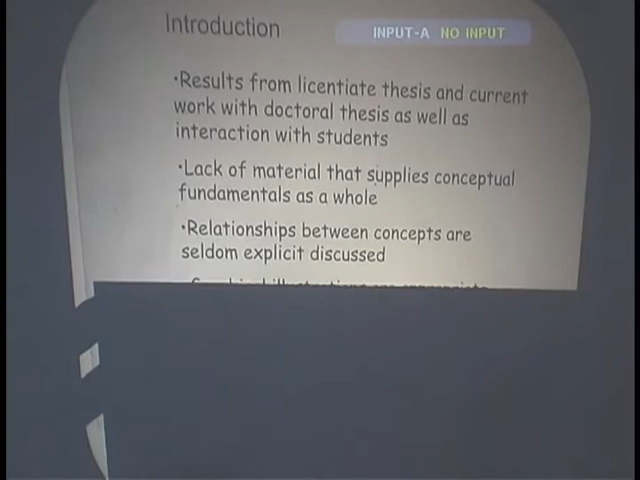 Introduction
INPUT-A NO INPUT
•Results from licentiate thesis and current
work with doctoral thesis as well as
interaction with students
•Lack of material that supplies conceptual
fundamentals as a whole
•Relationships between concepts are
seldom explicit discussed